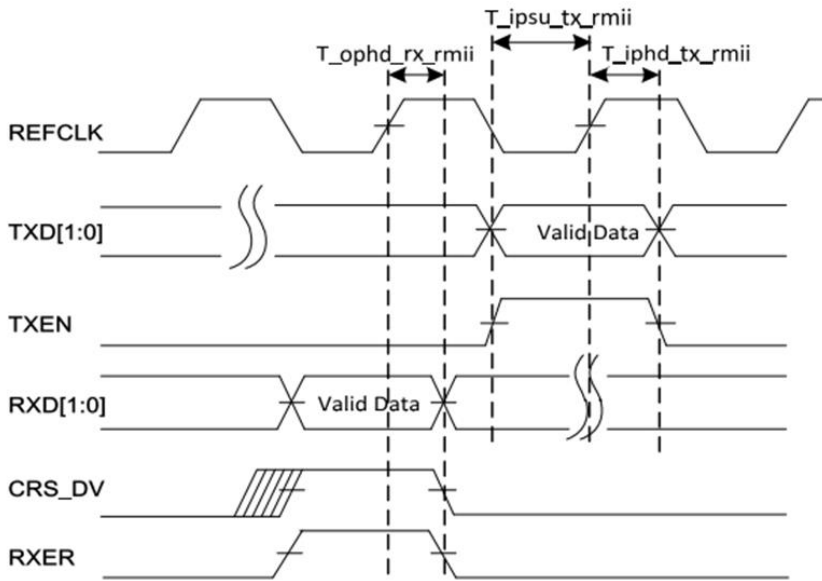 T_ipsu_tx_rmii
T_ophd_rx_rmii
T_iphd_tx_rmii
REFCLK
TXD[1:0]
Valid Data
TXEN
RXD[1:0]
Valid Data
CRS_DV
RXER